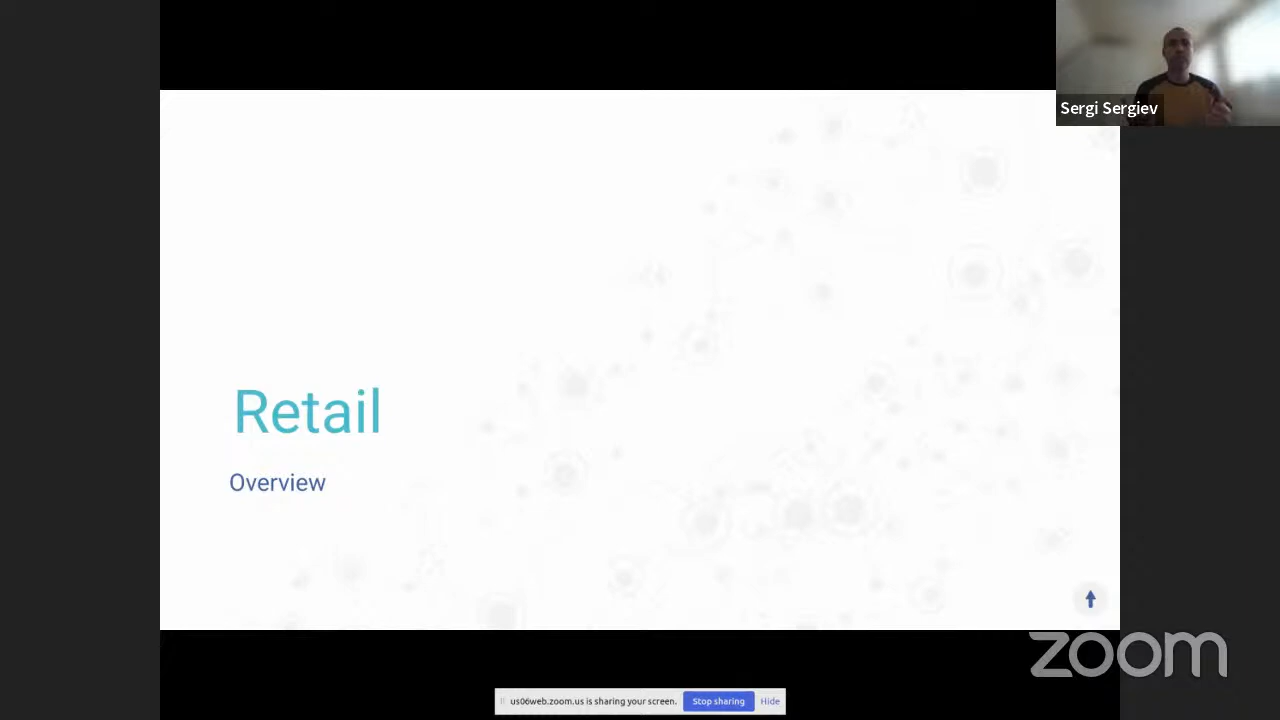 Sergi Sergiev
Retail
Overview
zoom
us06web.zoom.us is sharing your screen.
Stop sharing
Hide